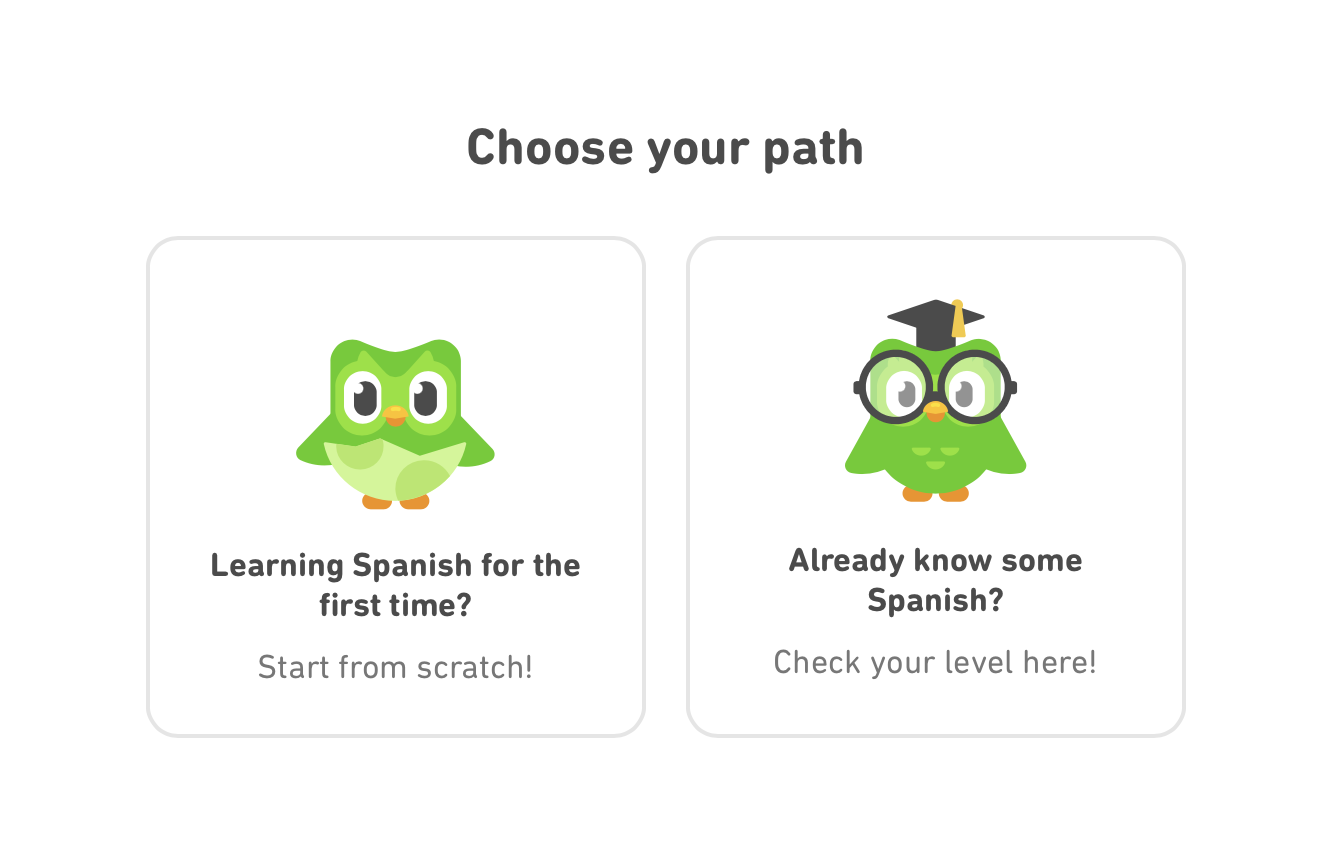 Choose your path
Learning Spanish for the
first time?
Start from scratch!
Already know some
Spanish?
Check your level here!